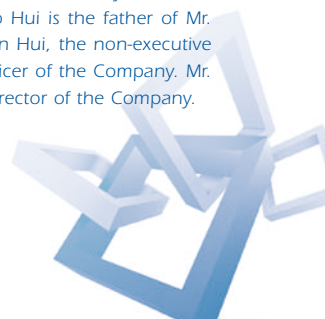 o Hui is the father of Mr.
n Hui, the non-executive
icer of the Company. Mr.
rector of the Company.